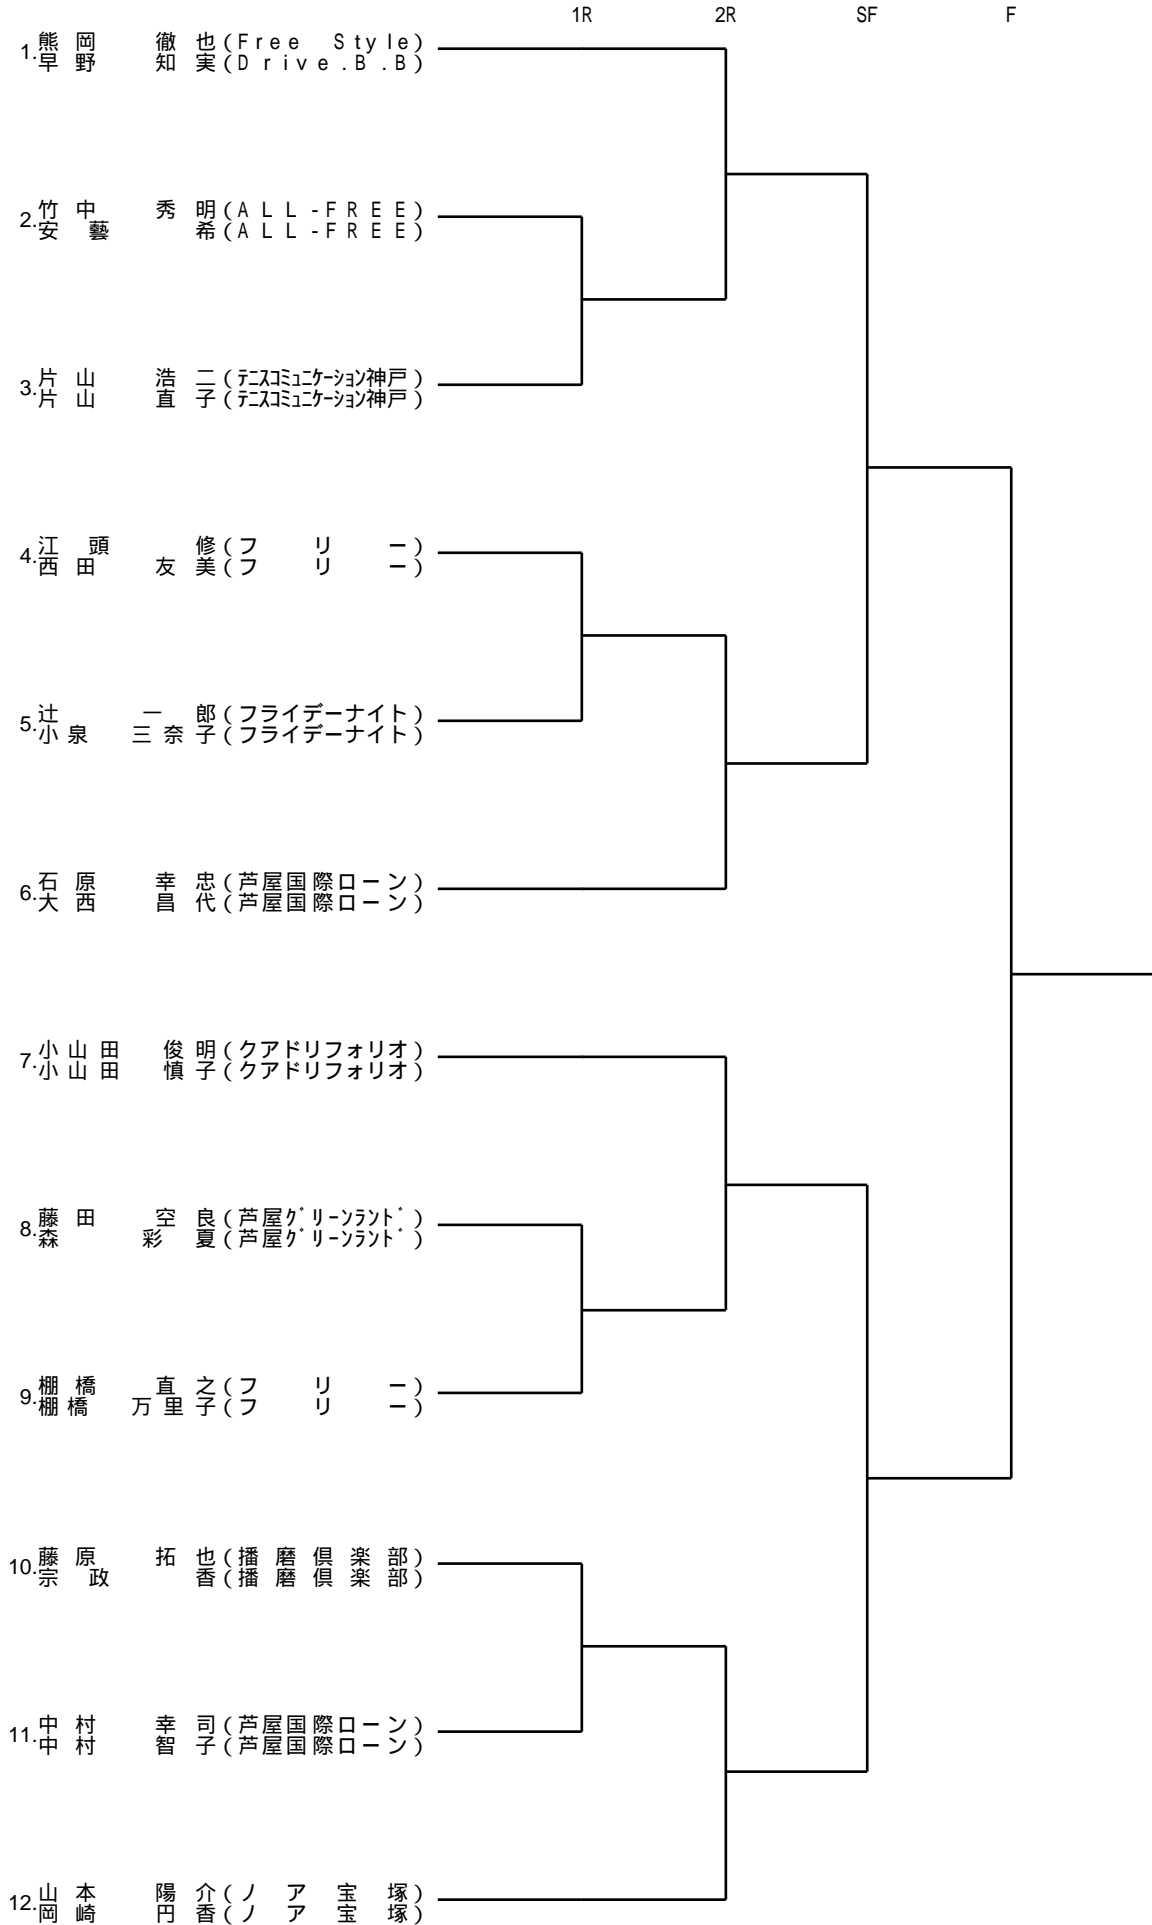 1R 2R SF F
1. 熊岡 徹也(Free Style)
早野 知実(Drive.B.B)
2. 竹中 秀明(ALL-FREE)
安藝 希(ALL-FREE)
3. 片山 浩二(ﾃﾆｽｺﾐｭﾆｹｰｼｮﾝ神戸)
片山 直子(ﾃﾆｽｺﾐｭﾆｹｰｼｮﾝ神戸)
4. 江頭 修(フリー)
西田 友美(フリー)
5. 辻 一郎(フライデーナイト)
小泉 三奈子(フライデーナイト)
6. 石原 幸忠(芦屋国際ローン)
大西 昌代(芦屋国際ローン)
7. 小山田 俊明(クアドリフォリオ)
小山田 慎子(クアドリフォリオ)
8. 藤田 空良(芦屋ｸﾞﾘｰﾝﾗﾝﾄﾞ)
森 彩夏(芦屋ｸﾞﾘｰﾝﾗﾝﾄﾞ)
9. 棚橋 直之(フリー)
棚橋 万里子(フリー)
10. 藤原 拓也(播磨倶楽部)
宗政 香(播磨倶楽部)
11. 中村 幸司(芦屋国際ローン)
中村 智子(芦屋国際ローン)
12. 山本 陽介(ノア宝塚)
岡崎 円香(ノア宝塚)